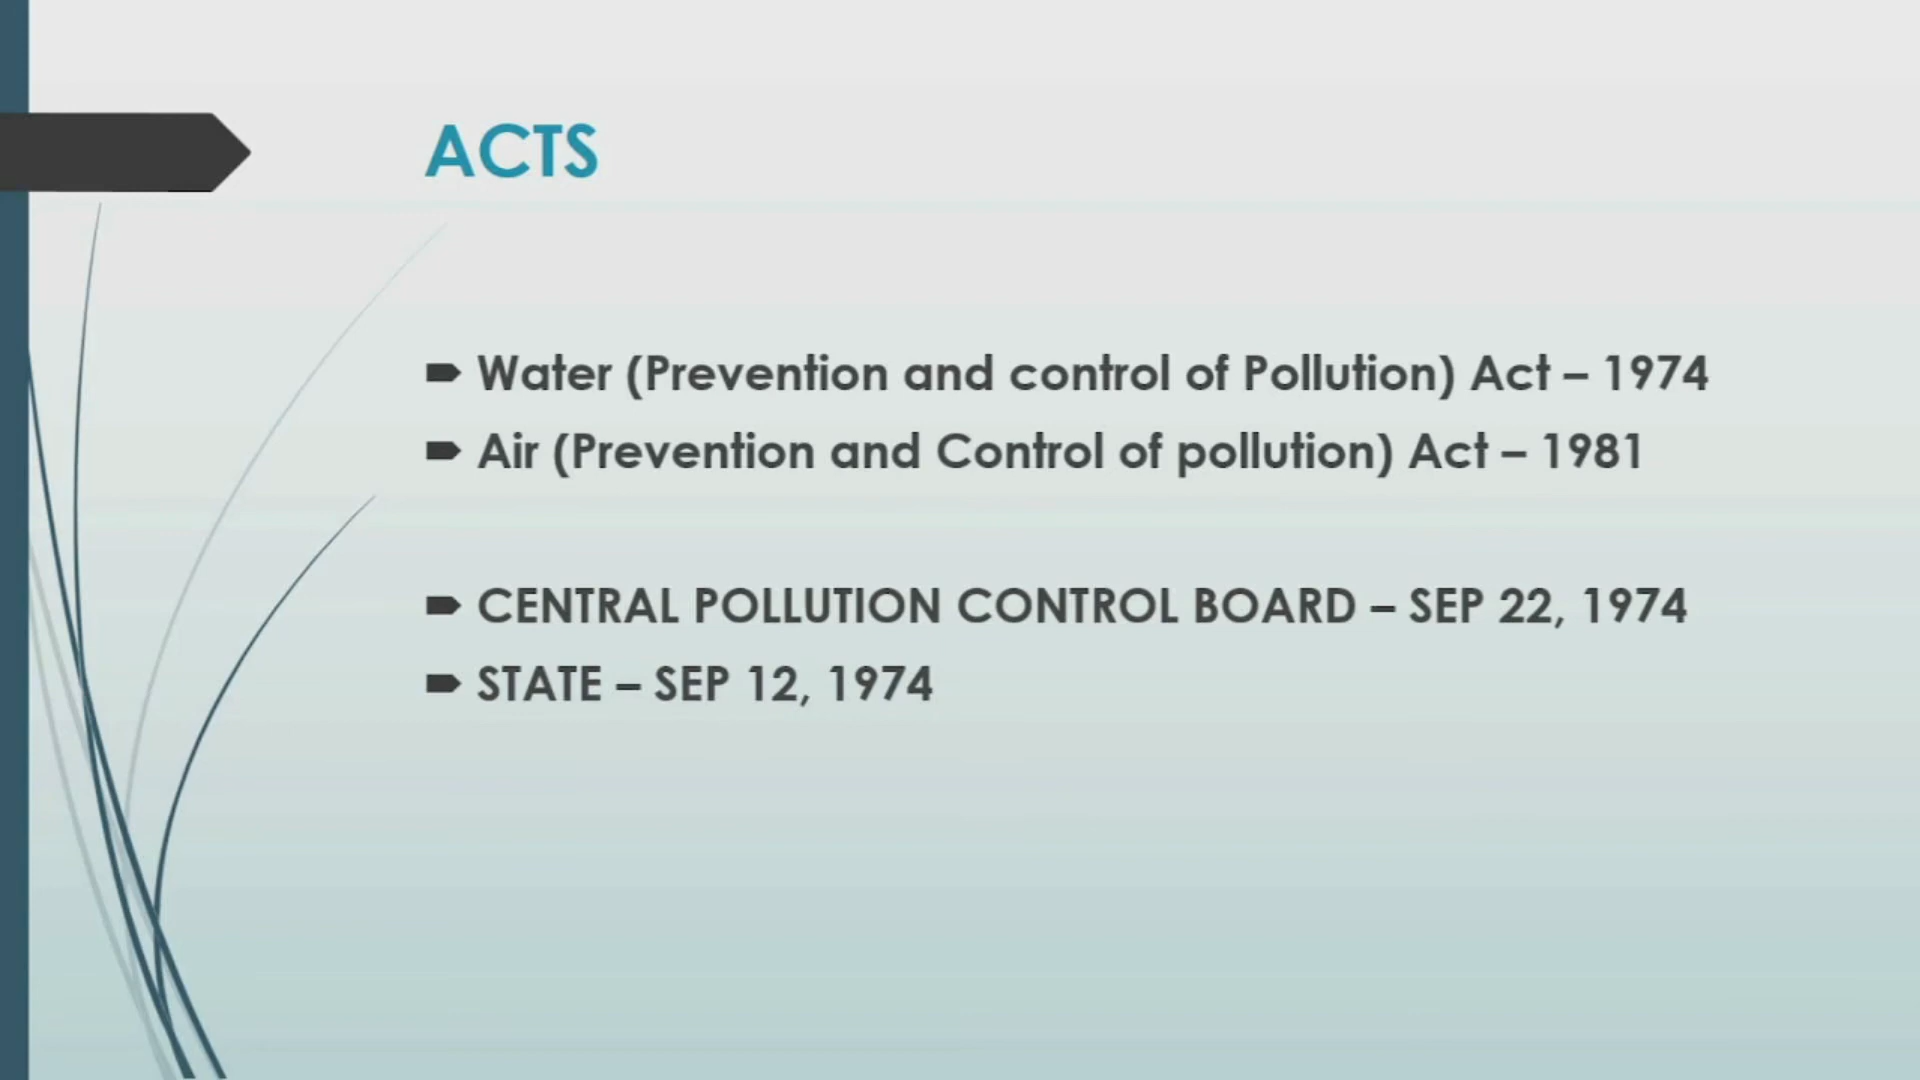 ACTS
Water (Prevention and control of Pollution) Act – 1974
Air (Prevention and Control of pollution) Act – 1981
CENTRAL POLLUTION CONTROL BOARD – SEP 22, 1974
STATE – SEP 12, 1974